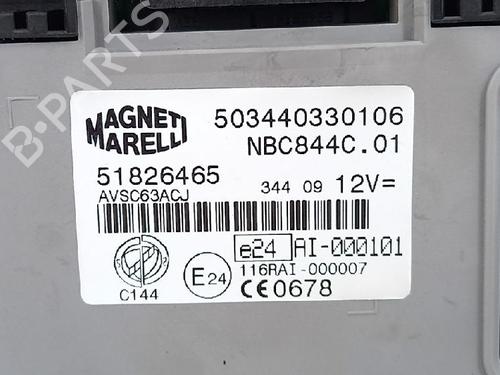 B-PARTS
MAGNETI MARELLI
503440330106
NBC844C.01
51826465
344 09 12V=
AVSC63ACJ
e24 AI-000101
116RAI-000007
E24
C144
CE0678